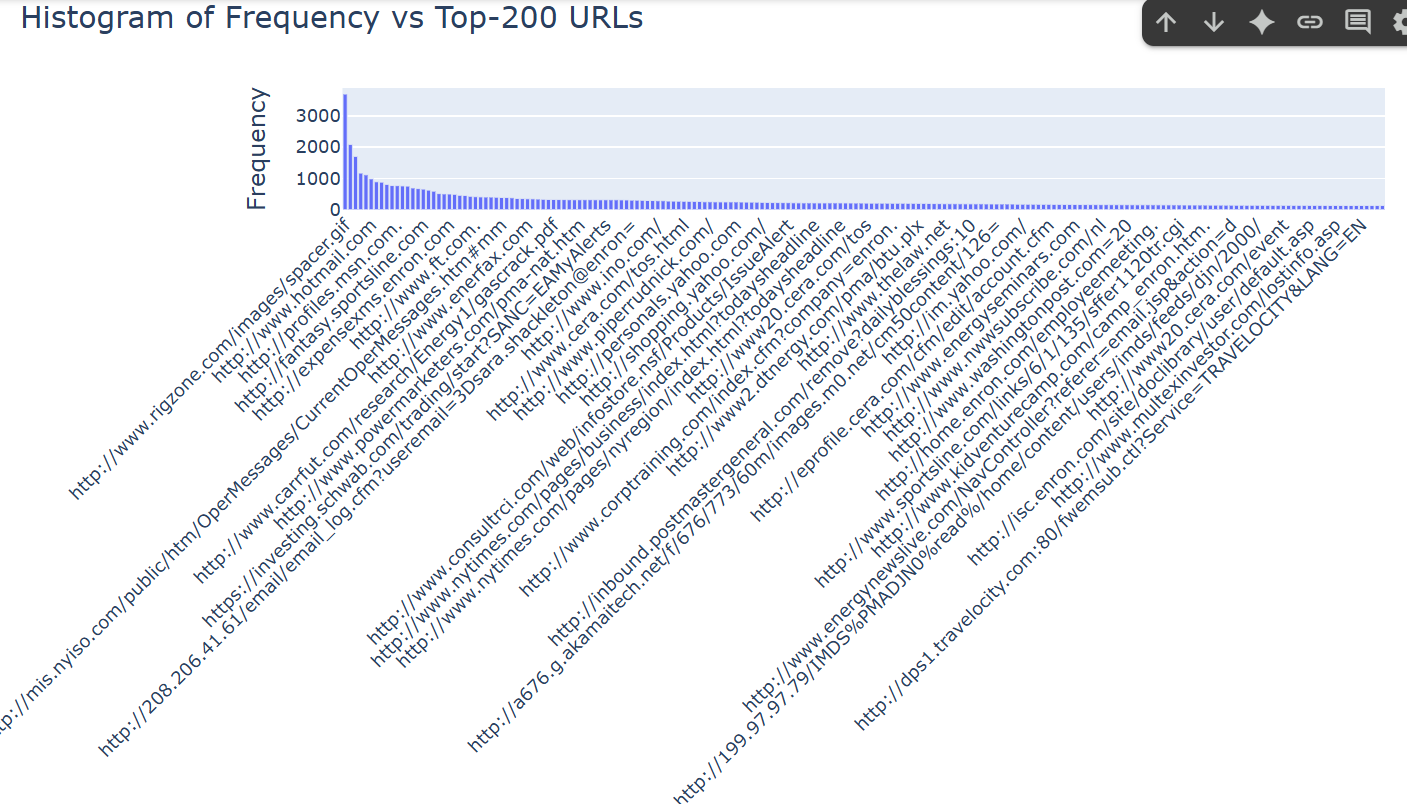 Histogram of Frequency vs Top-200 URLs
Frequency
3000
2000
1000
0
http://www.rigzone.com/images/spacer.gif
http://www.hotmail.com
http://profiles.msn.com.
http://fantasy.sportsline.com
http://expensexms.enron.com
http://www.ft.com.
tp://mis.nyiso.com/public/htm/OperMessages/CurrentOperMessages.htm#mm
http://www.enerfax.com
http://www.carrfut.com/research/Energy1/gascrack.pdf
http://www.powermarketers.com/pma-nat.htm
https://investing.schwab.com/trading/start?SANC=EAMyAlerts
http://208.206.41.61/email/email_log.cfm?useremail=3Dsara.shackleton@enron=
http://www.ino.com/
http://www.cera.com/tos.html
http://www.piperrudnick.com/
http://personals.yahoo.com
http://shopping.yahoo.com/
http://www.consultrci.com/web/infostore.nsf/Products/IssueAlert
http://www.nytimes.com/pages/business/index.html?todaysheadline
http://www.nytimes.com/pages/nyregion/index.html?todaysheadline
http://www20.cera.com/tos
http://www.corptraining.com/index.cfm?company=enron.
http://www2.dtnergy.com/pma/btu.plx
http://www.thelaw.net
http://inbound.postmastergeneral.com/remove?dailyblessings:10
http://a676.g.akamaitech.net/f/676/773/60m/images.m0.net/cm50content/126=
http://im.yahoo.com/
http://eprofile.cera.com/cfm/edit/account.cfm
http://www.energyseminars.com
http://www.nwsubscribe.com/nl
http://www.washingtonpost.com=20
http://home.enron.com/employeemeeting.
http://www.sportsline.com/links/6/1/135/sffer1120tr.cgi
http://www.kidventurecamp.com/camp_enron.htm.
http://www.energynewslive.com/NavController?referer=email.jsp&action=d
http://199.97.97.79/IMDS%PMADJN0%read%/home/content/users/imds/feeds/djn/2000/
http://www20.cera.com/event
http://isc.enron.com/site/doclibrary/user/default.asp
http://www.multexinvestor.com/lostinfo.asp
http://dps1.travelocity.com:80/fwemsub.ctl?Service=TRAVELOCITY&LANG=EN